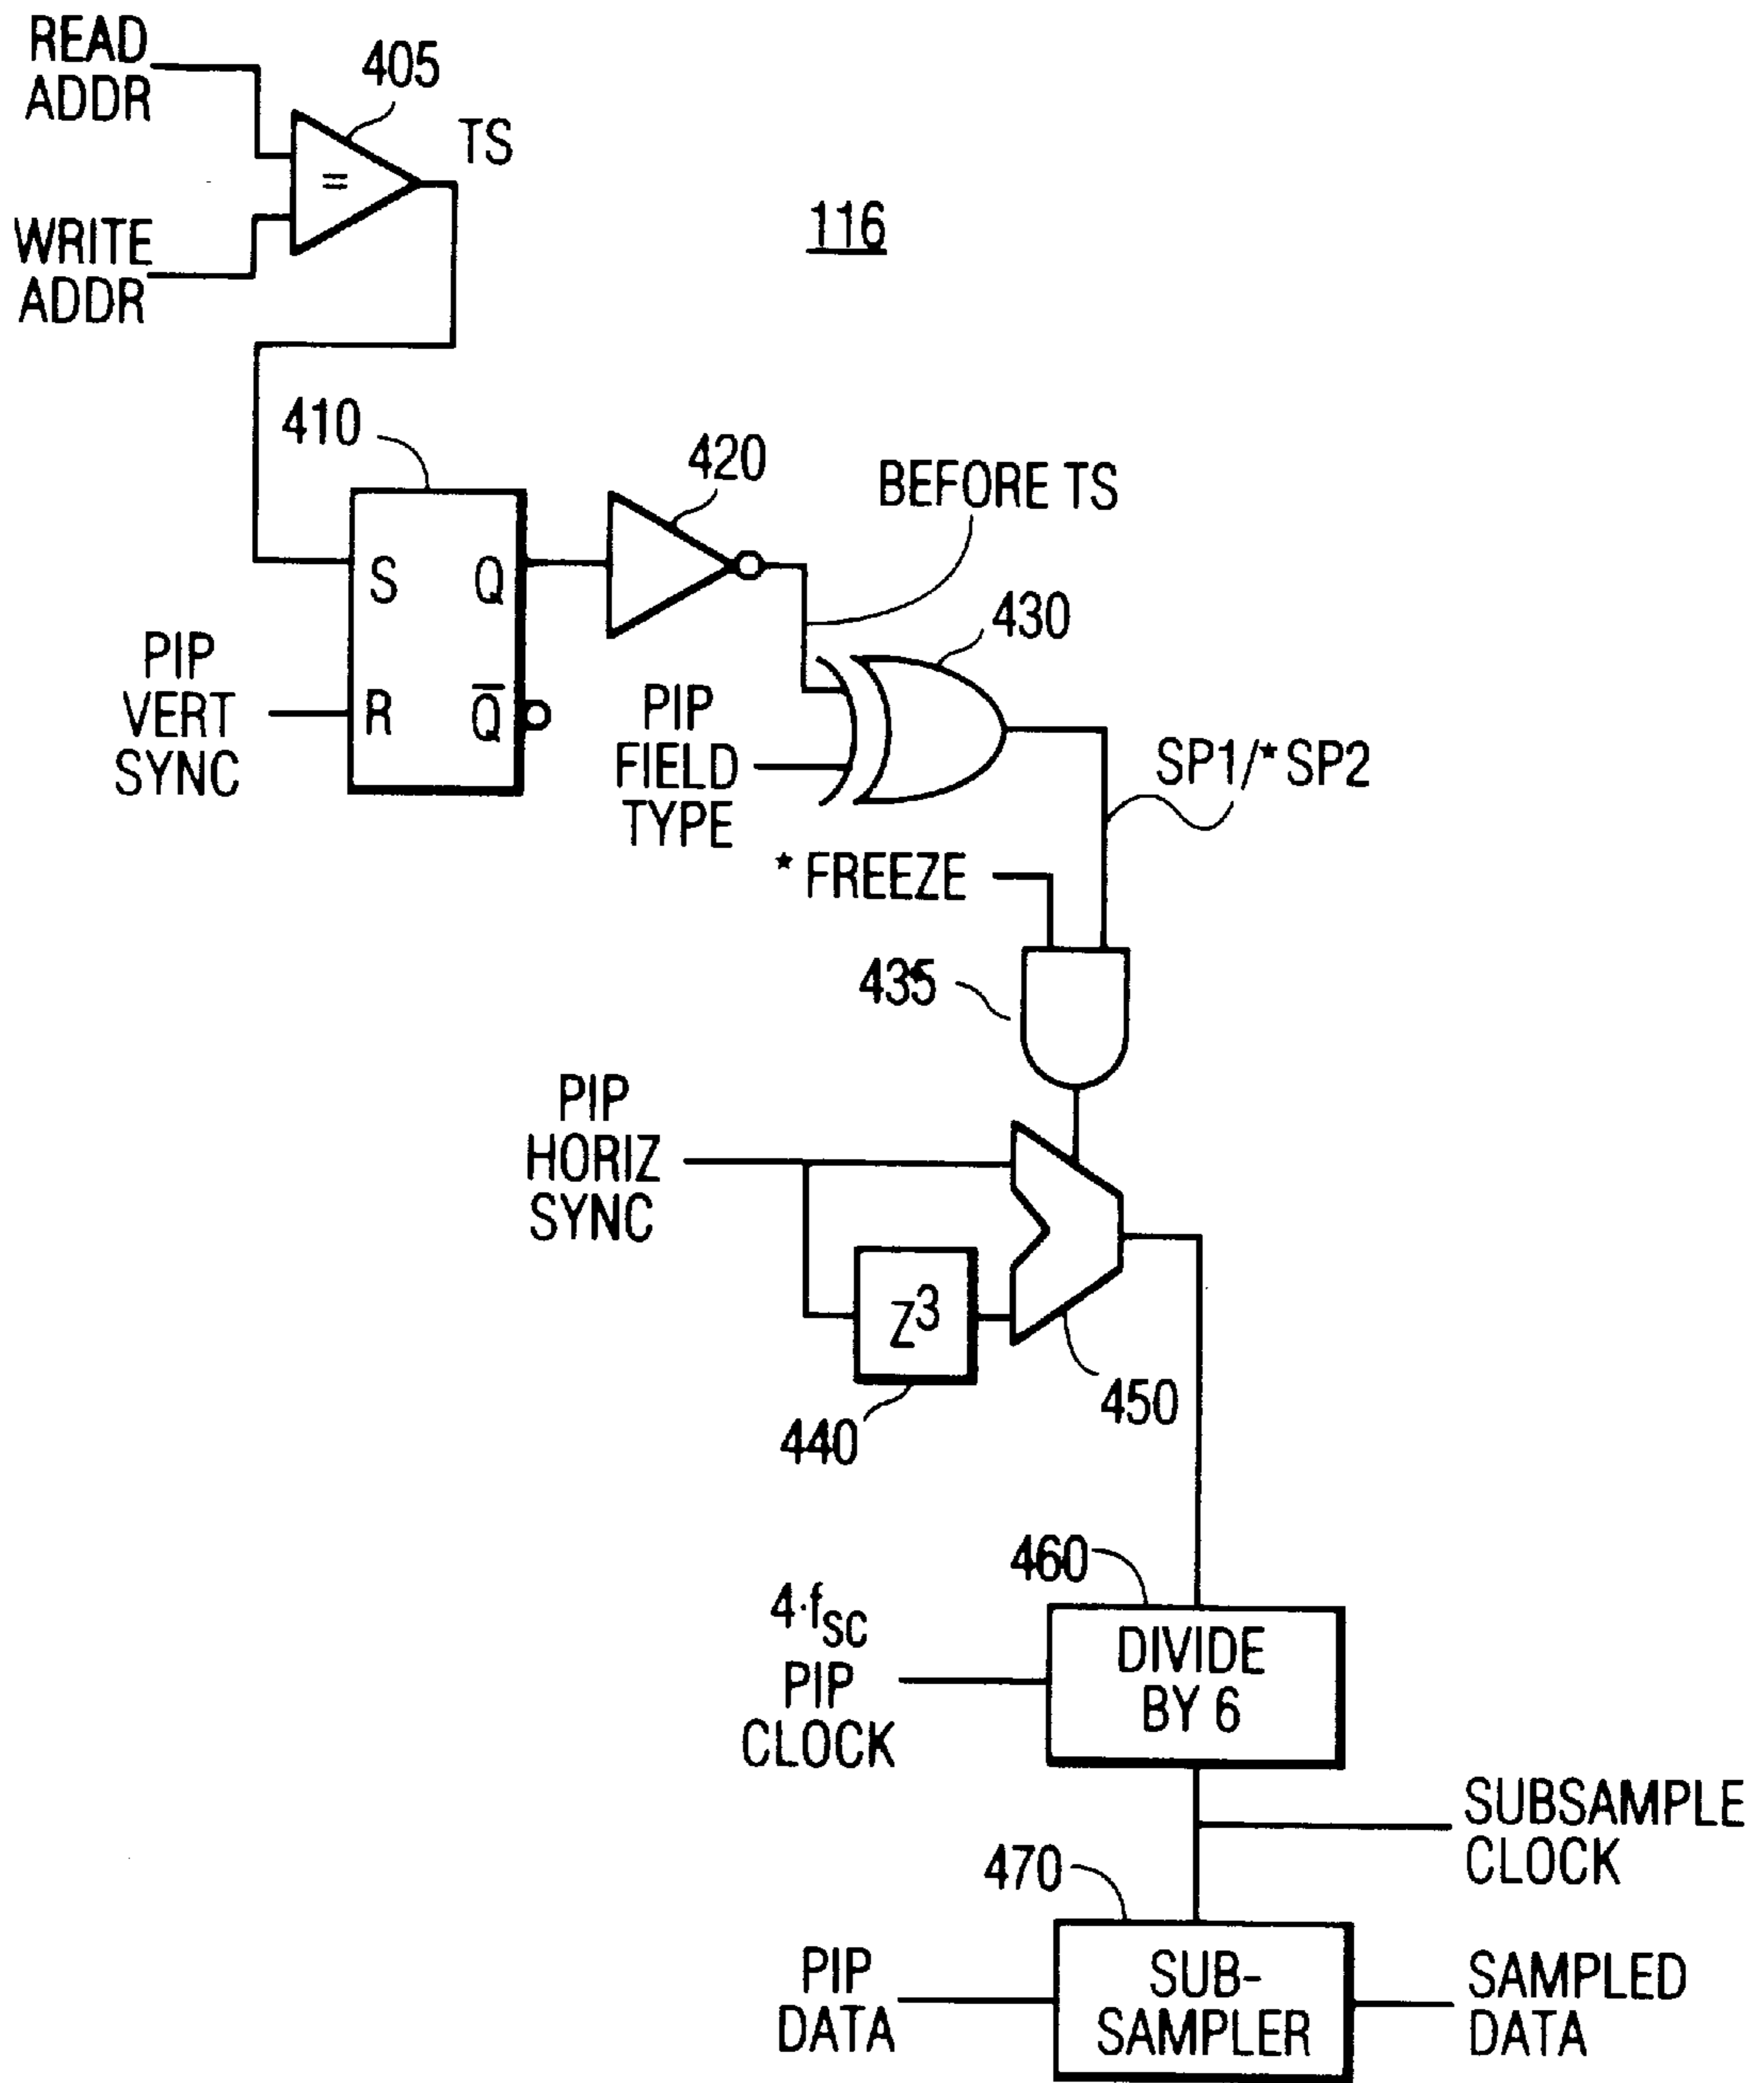 READ
ADDR
405
TS
=
WRITE
ADDR
116
410
420
BEFORE TS
S
Q
430
PIP
VERT
SYNC
R
Q̅
PIP
FIELD
TYPE
SP1/* SP2
* FREEZE
435
PIP
HORIZ
SYNC
Z³
450
440
460
4·fSC
PIP
CLOCK
DIVIDE
BY 6
SUBSAMPLE
CLOCK
470
PIP
DATA
SUB-
SAMPLER
SAMPLED
DATA